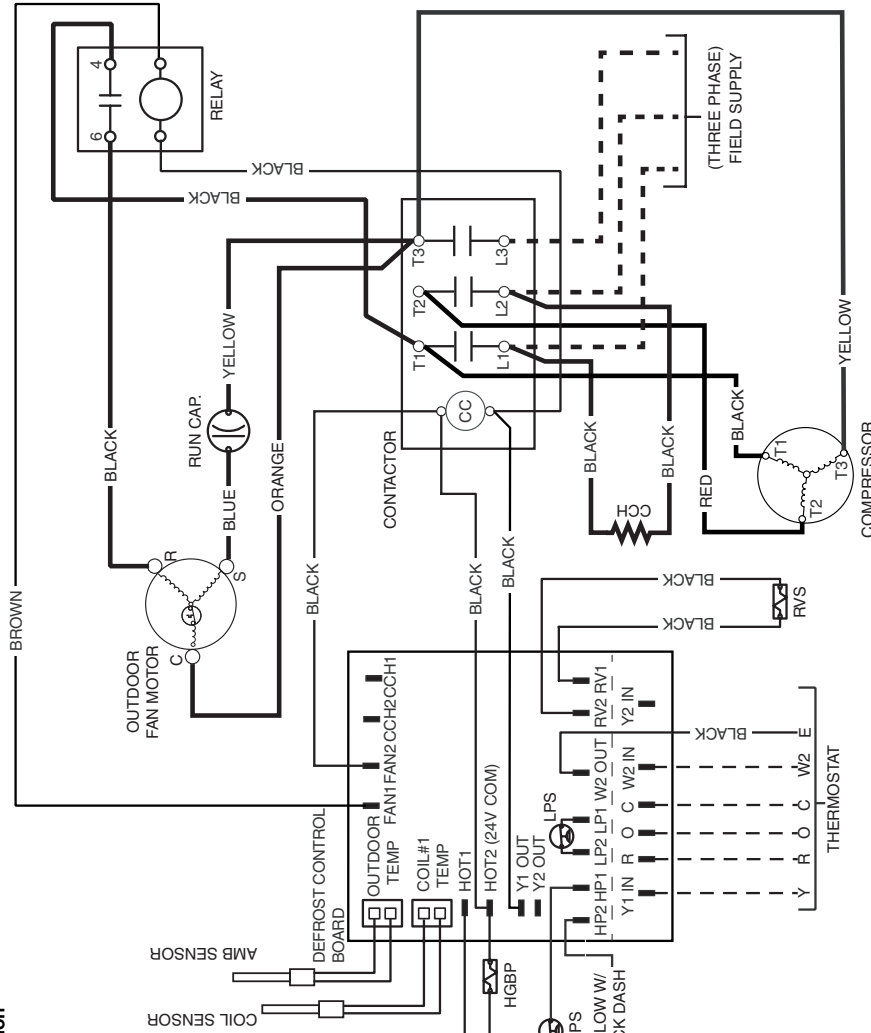 4
6
RELAY
BLACK
BLACK
(THREE PHASE)
FIELD SUPPLY
T3
L3
T2
L2
T1
L1
CC
CONTACTOR
YELLOW
RUN CAP.
BLUE
ORANGE
BLACK
BLACK
BLACK
CCH
RED
BLACK
YELLOW
T1
T2
T3
COMPRESSOR
BROWN
R
S
C
OUTDOOR
FAN MOTOR
BLACK
BLACK
BLACK
BLACK
BLACK
RVS
DEFROST CONTROL
BOARD
FAN1
FAN2
CCH2
CCH1
OUTDOOR
TEMP
COIL#1
TEMP
HOT1
HOT2 (24V COM)
Y1 OUT
Y2 OUT
LPS
HP2
HP1
LP2
LP1
W2 OUT
RV2
RV1
Y1 IN
R
O
C
W2 IN
Y2 IN
BLACK
Y
R
O
C
W2
E
THERMOSTAT
AMB SENSOR
COIL SENSOR
HGBP